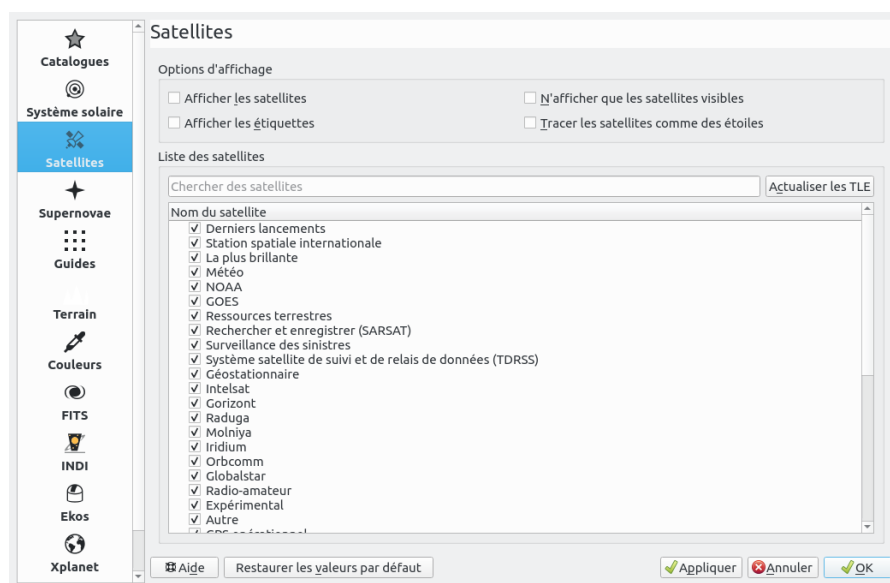 Catalogues
Système solaire
Satellites
Supernovae
Guides
Terrain
Couleurs
FITS
INDI
Ekos
Xplanet
Satellites
Options d'affichage
Afficher les satellites
N'afficher que les satellites visibles
Afficher les étiquettes
Tracer les satellites comme des étoiles
Liste des satellites
Chercher des satellites
Actualiser les TLE
Nom du satellite
Derniers lancements
Station spatiale internationale
La plus brillante
Météo
NOAA
GOES
Ressources terrestres
Rechercher et enregistrer (SARSAT)
Surveillance des sinistres
Système satellite de suivi et de relais de données (TDRSS)
Géostationnaire
Intelsat
Gorizont
Raduga
Molniya
Iridium
Orbcomm
Globalstar
Radio-amateur
Expérimental
Autre
GPS opérationnel
Aide
Restaurer les valeurs par défaut
Appliquer
Annuler
OK